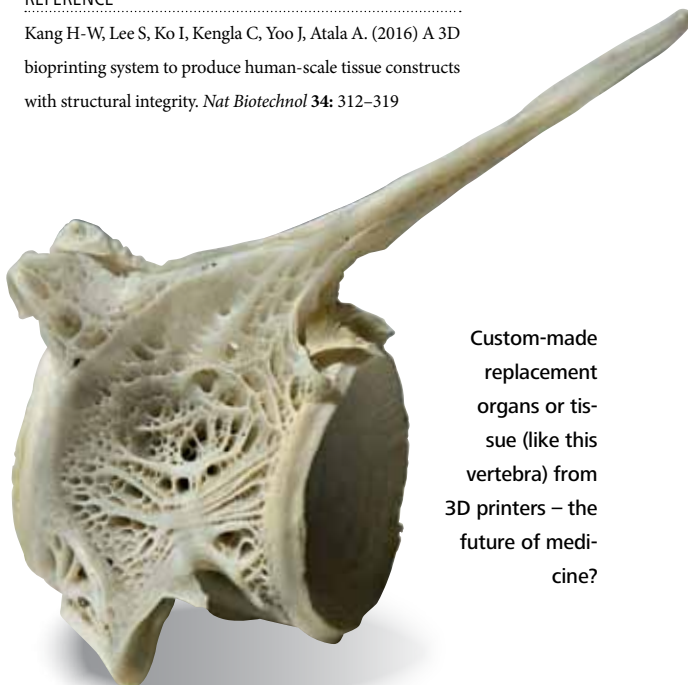 REFERENCE
Kang H-W, Lee S, Ko I, Kengla C, Yoo J, Atala A. (2016) A 3D
bioprinting system to produce human-scale tissue constructs
with structural integrity. Nat Biotechnol 34: 312–319
Custom-made
replacement
organs or tis-
sue (like this
vertebra) from
3D printers – the
future of medi-
cine?